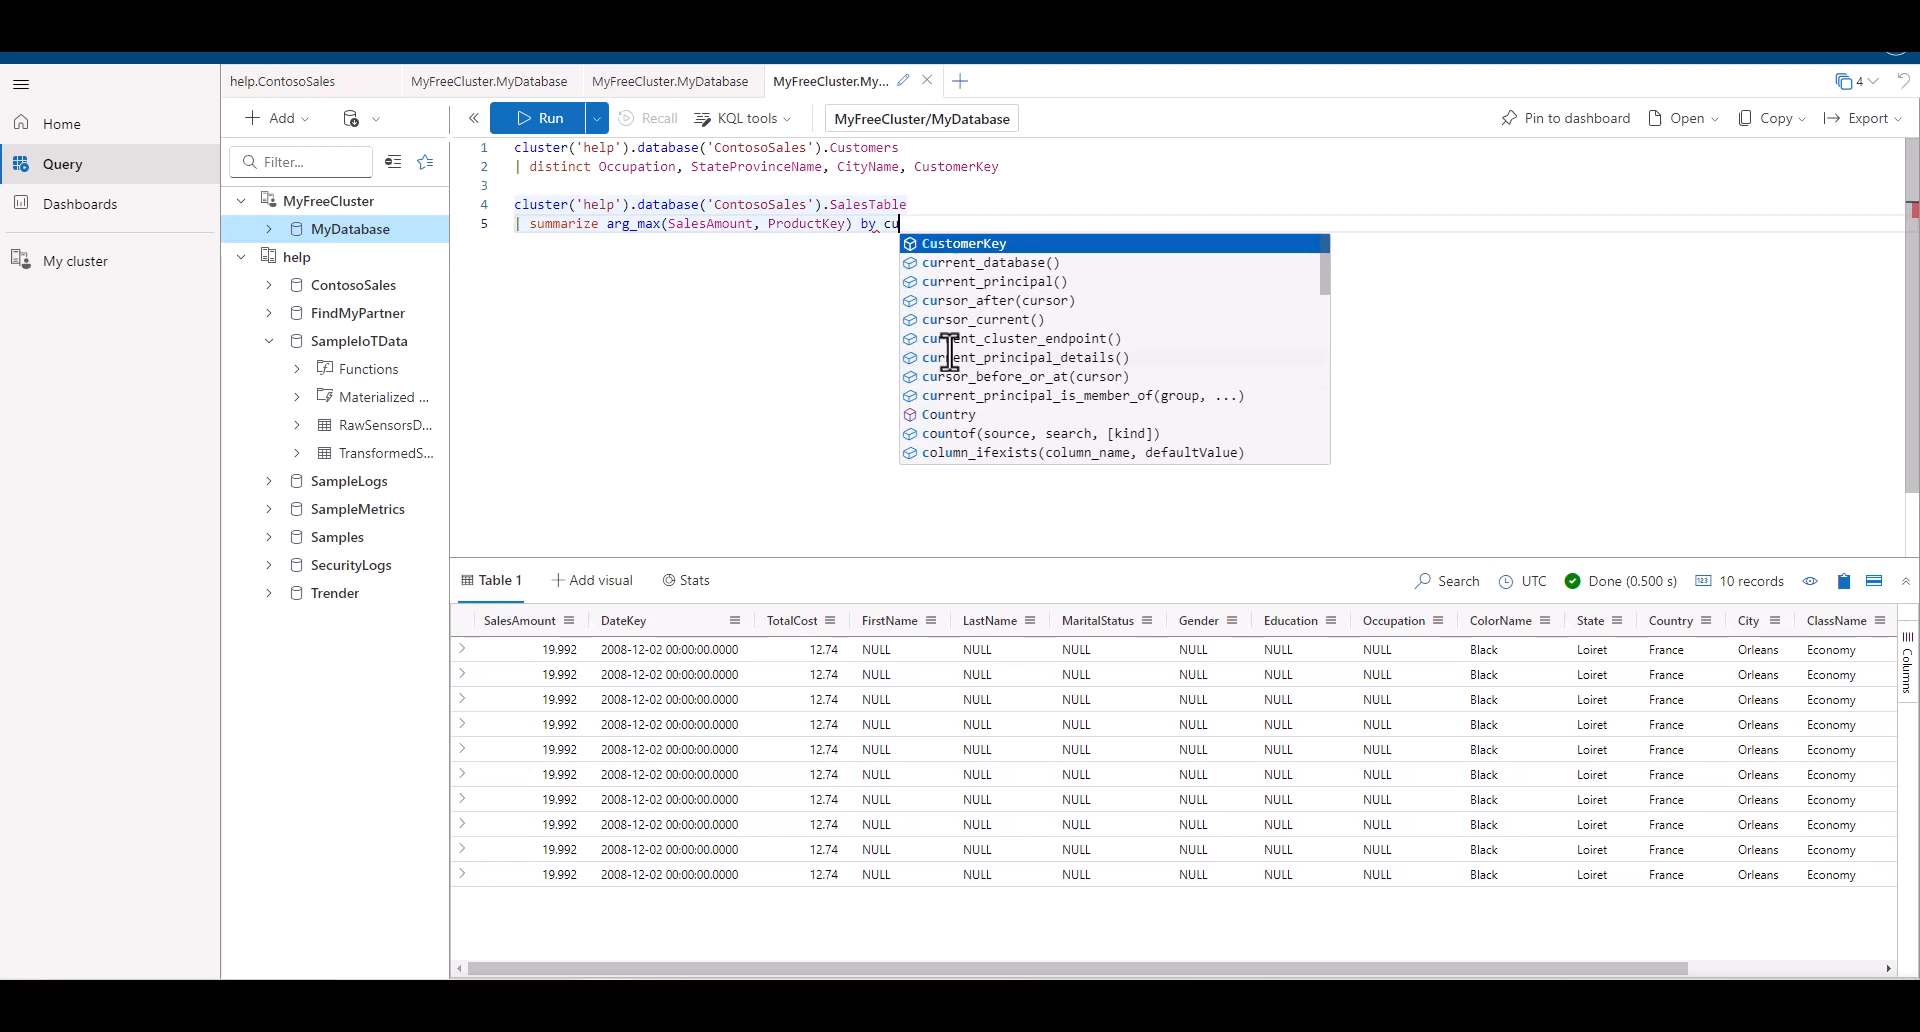 help.ContosoSales
MyFreeCluster.MyDatabase
MyFreeCluster.MyDatabase
MyFreeCluster.My...
4
Home
Query
Dashboards
My cluster
Add
Run
Recall
KQL tools
MyFreeCluster/MyDatabase
Pin to dashboard
Open
Copy
Export
Filter...
MyFreeCluster
MyDatabase
help
ContosoSales
FindMyPartner
SampleIoTData
Functions
Materialized ...
RawSensorsD...
TransformedS...
SampleLogs
SampleMetrics
Samples
SecurityLogs
Trender
1 cluster('help').database('ContosoSales').Customers
2 | distinct Occupation, StateProvinceName, CityName, CustomerKey
3
4 cluster('help').database('ContosoSales').SalesTable
5 | summarize arg_max(SalesAmount, ProductKey) by cu
CustomerKey
current_database()
current_principal()
cursor_after(cursor)
cursor_current()
current_cluster_endpoint()
current_principal_details()
cursor_before_or_at(cursor)
current_principal_is_member_of(group, ...)
Country
countof(source, search, [kind])
column_ifexists(column_name, defaultValue)
Table 1 Add visual Stats Search UTC Done (0.500 s) 123 10 records
SalesAmount DateKey TotalCost FirstName LastName MaritalStatus Gender Education Occupation ColorName State Country City ClassName
19.992 2008-12-02 00:00:00.0000 12.74 NULL NULL NULL NULL NULL NULL Black Loiret France Orleans Economy
19.992 2008-12-02 00:00:00.0000 12.74 NULL NULL NULL NULL NULL NULL Black Loiret France Orleans Economy
19.992 2008-12-02 00:00:00.0000 12.74 NULL NULL NULL NULL NULL NULL Black Loiret France Orleans Economy
19.992 2008-12-02 00:00:00.0000 12.74 NULL NULL NULL NULL NULL NULL Black Loiret France Orleans Economy
19.992 2008-12-02 00:00:00.0000 12.74 NULL NULL NULL NULL NULL NULL Black Loiret France Orleans Economy
19.992 2008-12-02 00:00:00.0000 12.74 NULL NULL NULL NULL NULL NULL Black Loiret France Orleans Economy
19.992 2008-12-02 00:00:00.0000 12.74 NULL NULL NULL NULL NULL NULL Black Loiret France Orleans Economy
19.992 2008-12-02 00:00:00.0000 12.74 NULL NULL NULL NULL NULL NULL Black Loiret France Orleans Economy
19.992 2008-12-02 00:00:00.0000 12.74 NULL NULL NULL NULL NULL NULL Black Loiret France Orleans Economy
19.992 2008-12-02 00:00:00.0000 12.74 NULL NULL NULL NULL NULL NULL Black Loiret France Orleans Economy
Columns